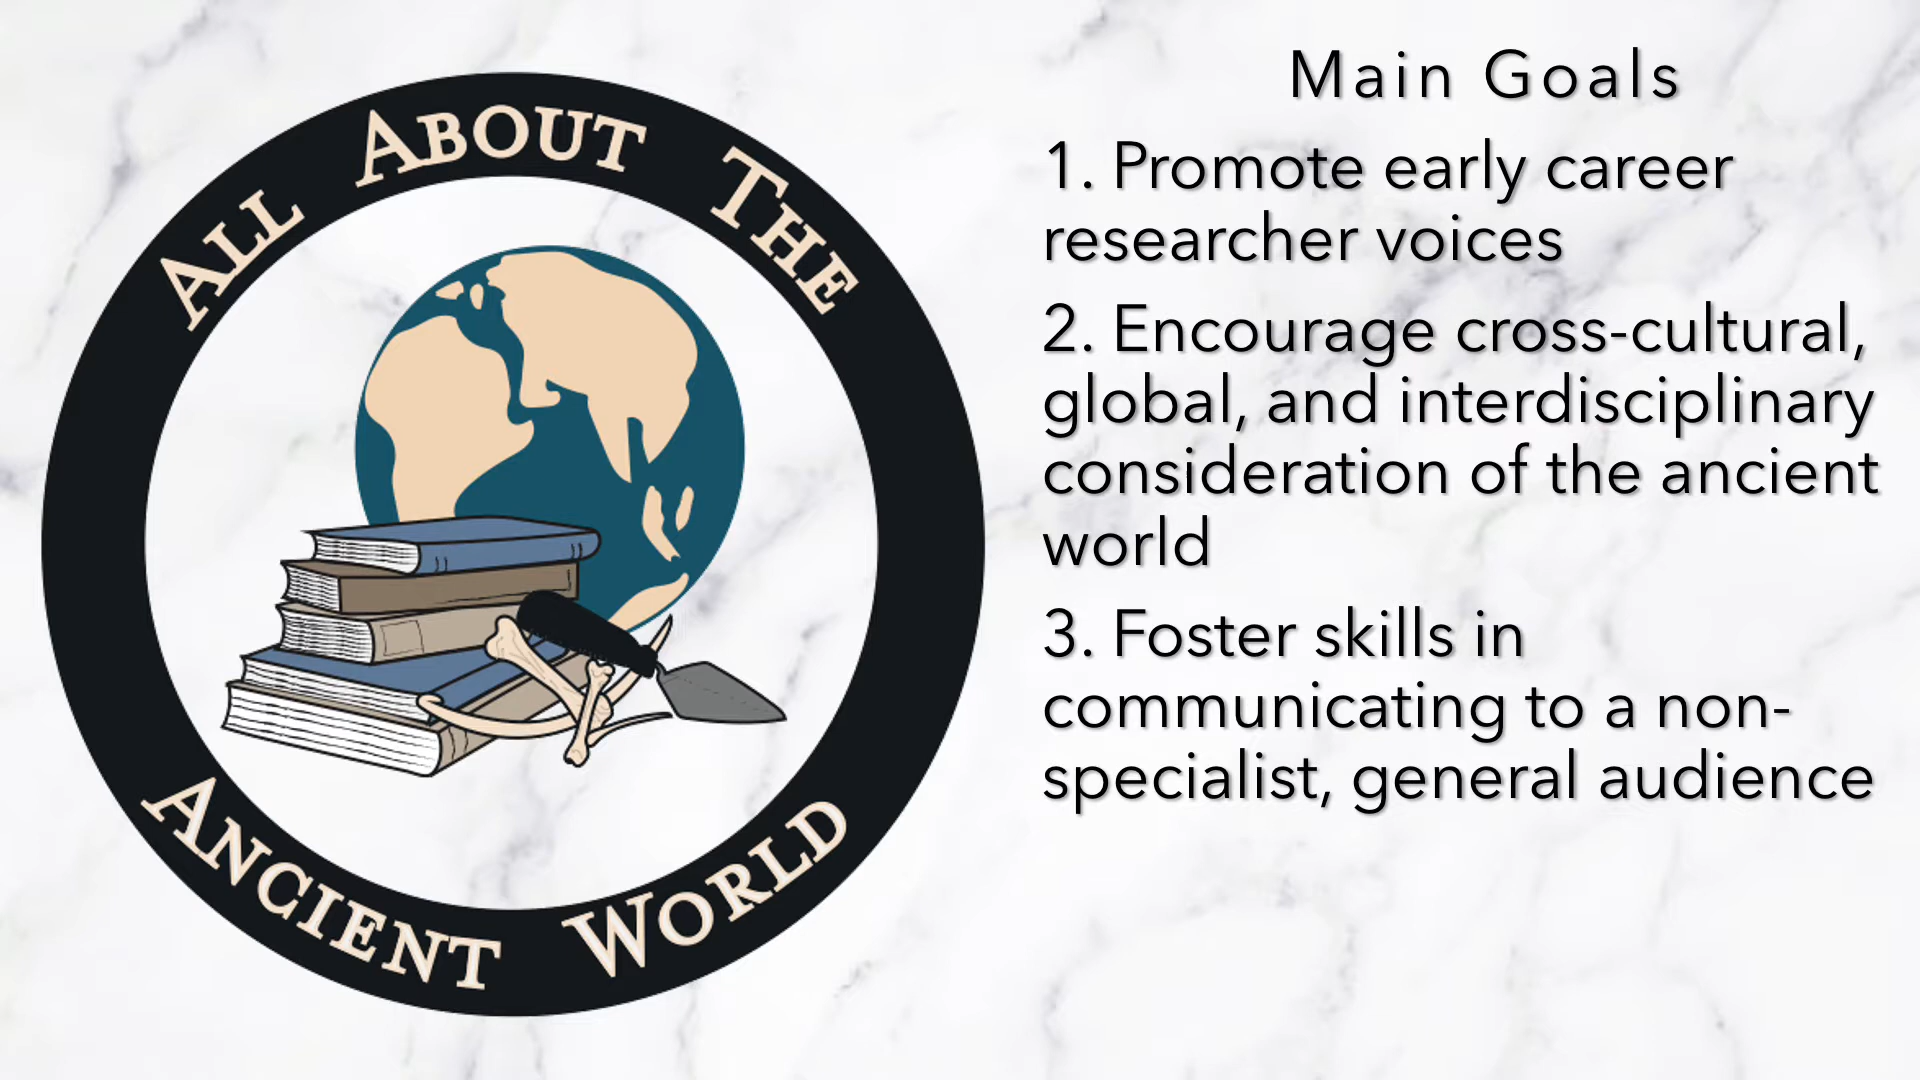 All About The
Ancient World
Main Goals
1. Promote early career
researcher voices
2. Encourage cross-cultural,
global, and interdisciplinary
consideration of the ancient
world
3. Foster skills in
communicating to a non-
specialist, general audience